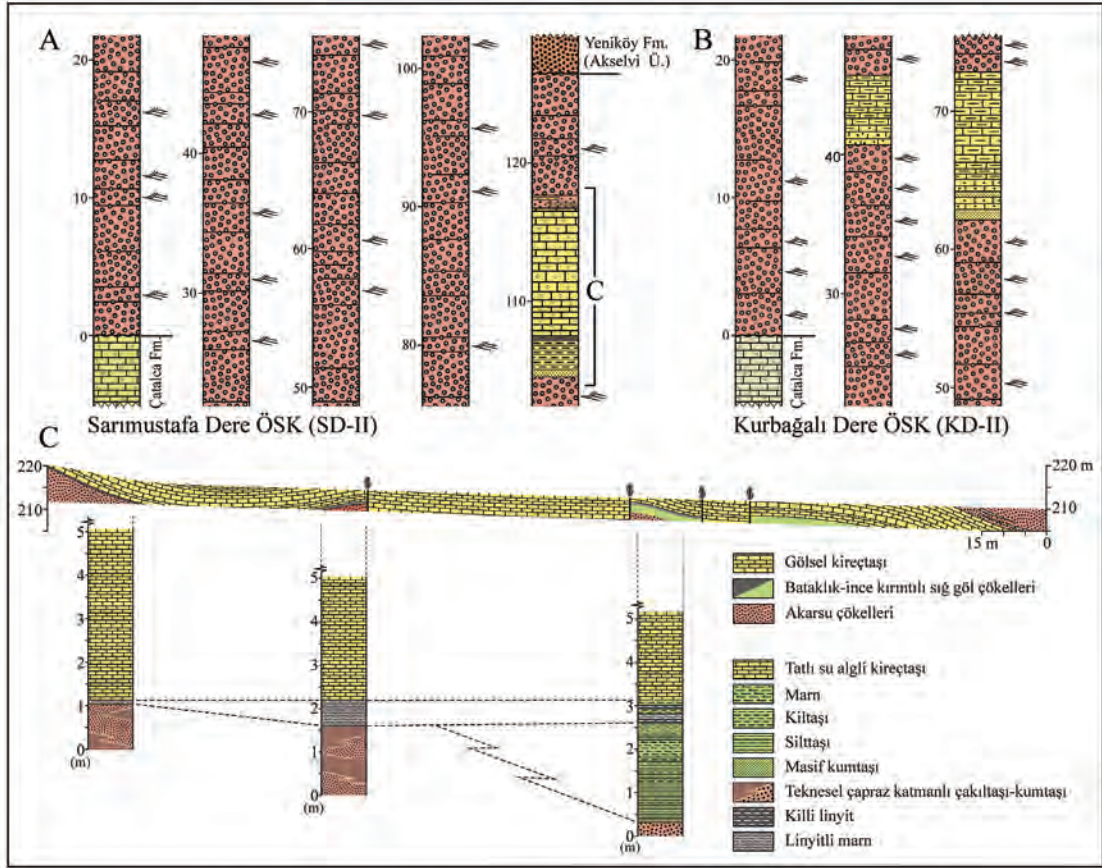 A
20
10
0
Çatalca Fm.
40
30
70
60
50
100
90
80
Yeniköy Fm.
(Akselvi Ü.)
120
110
C
Sarımustafa Dere ÖSK (SD-II)
B
20
10
0
Çatalca Fm.
40
30
70
60
50
Kurbağalı Dere ÖSK (KD-II)
C
220
210
220 m
210
15 m
0
5
4
3
2
1
0
(m)
5
4
3
2
1
0
(m)
5
4
3
2
1
0
(m)
Gölsel kireçtaşı
Bataklık-ince kırıntılı sığ göl çökelleri
Akarsu çökelleri
Tatlı su algli kireçtaşı
Marn
Kiltaşı
Silttaşı
Masif kumtaşı
Teknesel çapraz katmanlı çakıltaşı-kumtaşı
Killi linyit
Linyitli marn